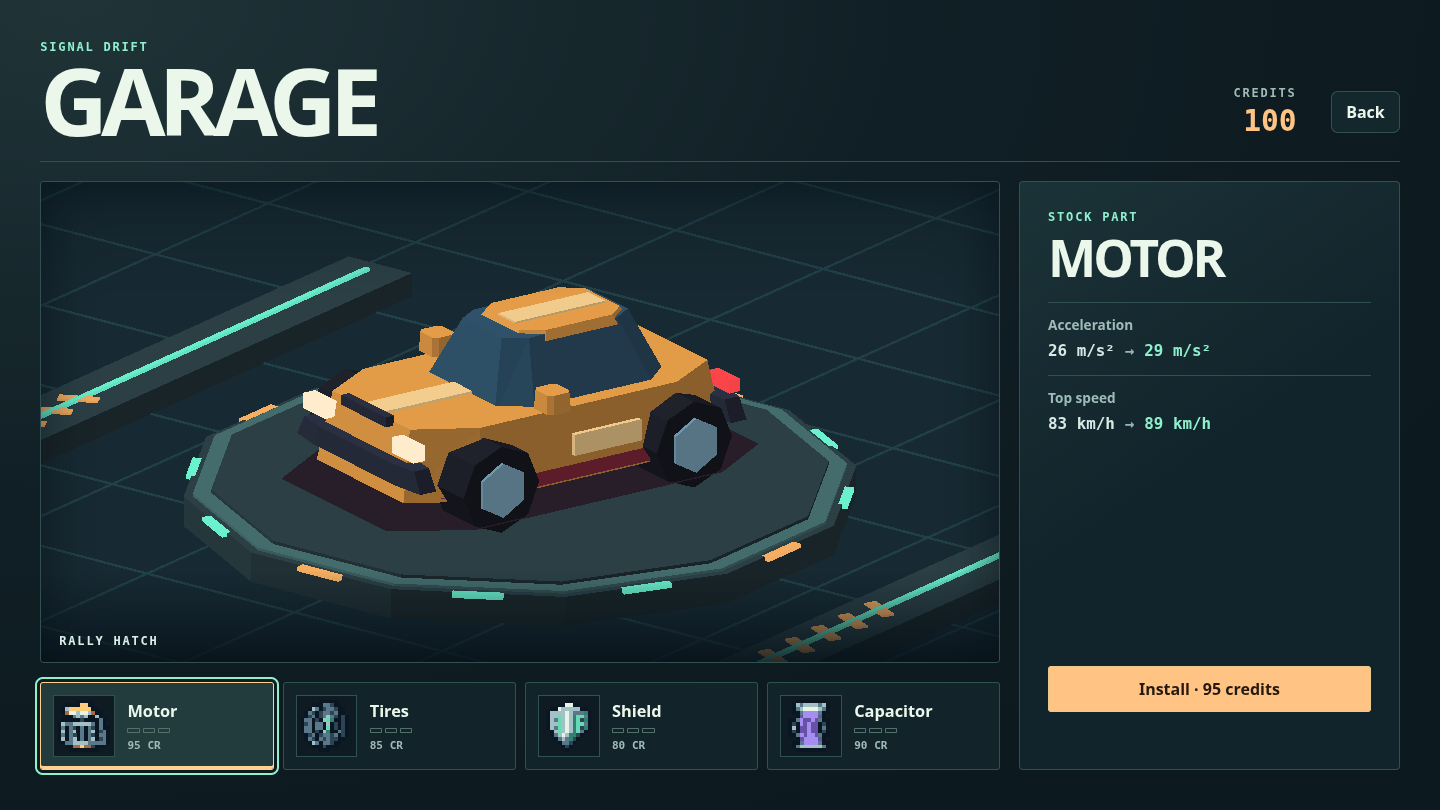 SIGNAL DRIFT
GARAGE
CREDITS
100
Back
RALLY HATCH
STOCK PART
MOTOR
Acceleration
26 m/s² → 29 m/s²
Top speed
83 km/h → 89 km/h
Install · 95 credits
Motor
95 CR
Tires
85 CR
Shield
80 CR
Capacitor
90 CR